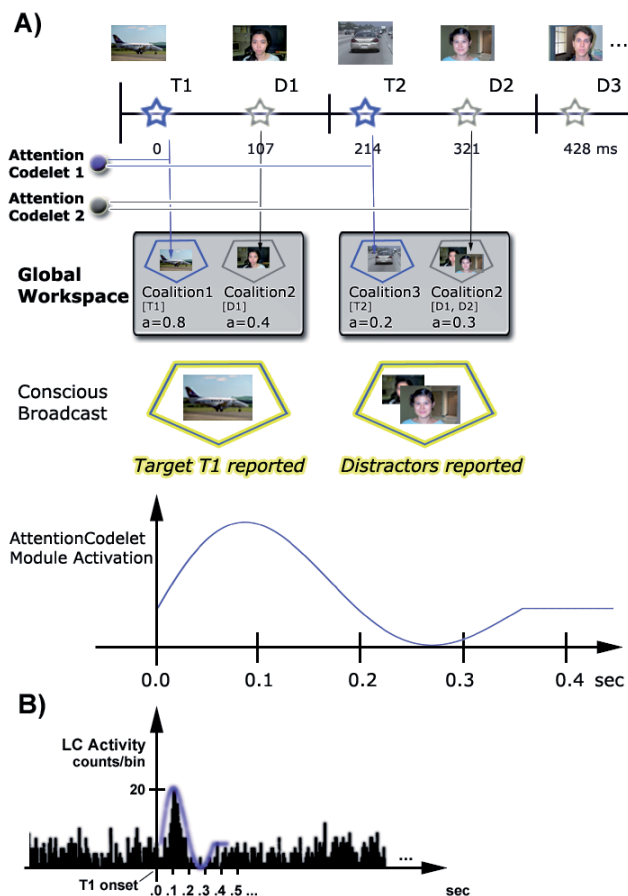 A)
T1 D1 T2 D2 D3
...
0 107 214 321 428 ms
Attention
Codelet 1
Attention
Codelet 2
Global
Workspace
Coalition1 Coalition2 Coalition3 Coalition2
[T1] [D1] [T2] [D1, D2]
a=0.8 a=0.4 a=0.2 a=0.3
Conscious
Broadcast
Target T1 reported Distractors reported
AttentionCodelet
Module Activation
0.0 0.1 0.2 0.3 0.4 sec
B)
LC Activity
counts/bin
20
...
T1 onset
.0 .1 .2 .3 .4 .5 ... sec